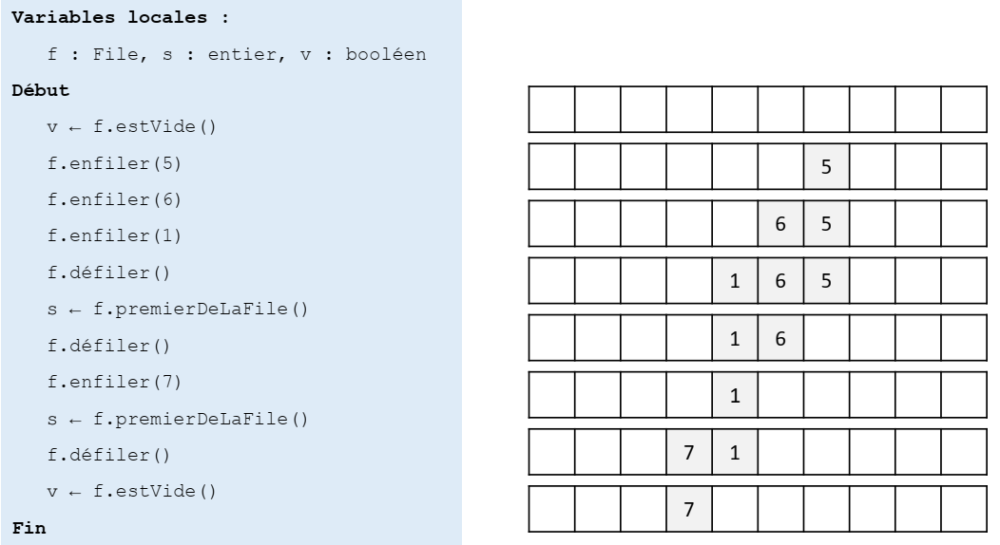 Variables locales :
f : File, s : entier, v : booléen
Début
v ← f.estVide()
f.enfiler(5)
f.enfiler(6)
f.enfiler(1)
f.défiler()
s ← f.premierDeLaFile()
f.défiler()
f.enfiler(7)
s ← f.premierDeLaFile()
f.défiler()
v ← f.estVide()
Fin
5
6 5
1 6 5
1 6
1
7 1
7